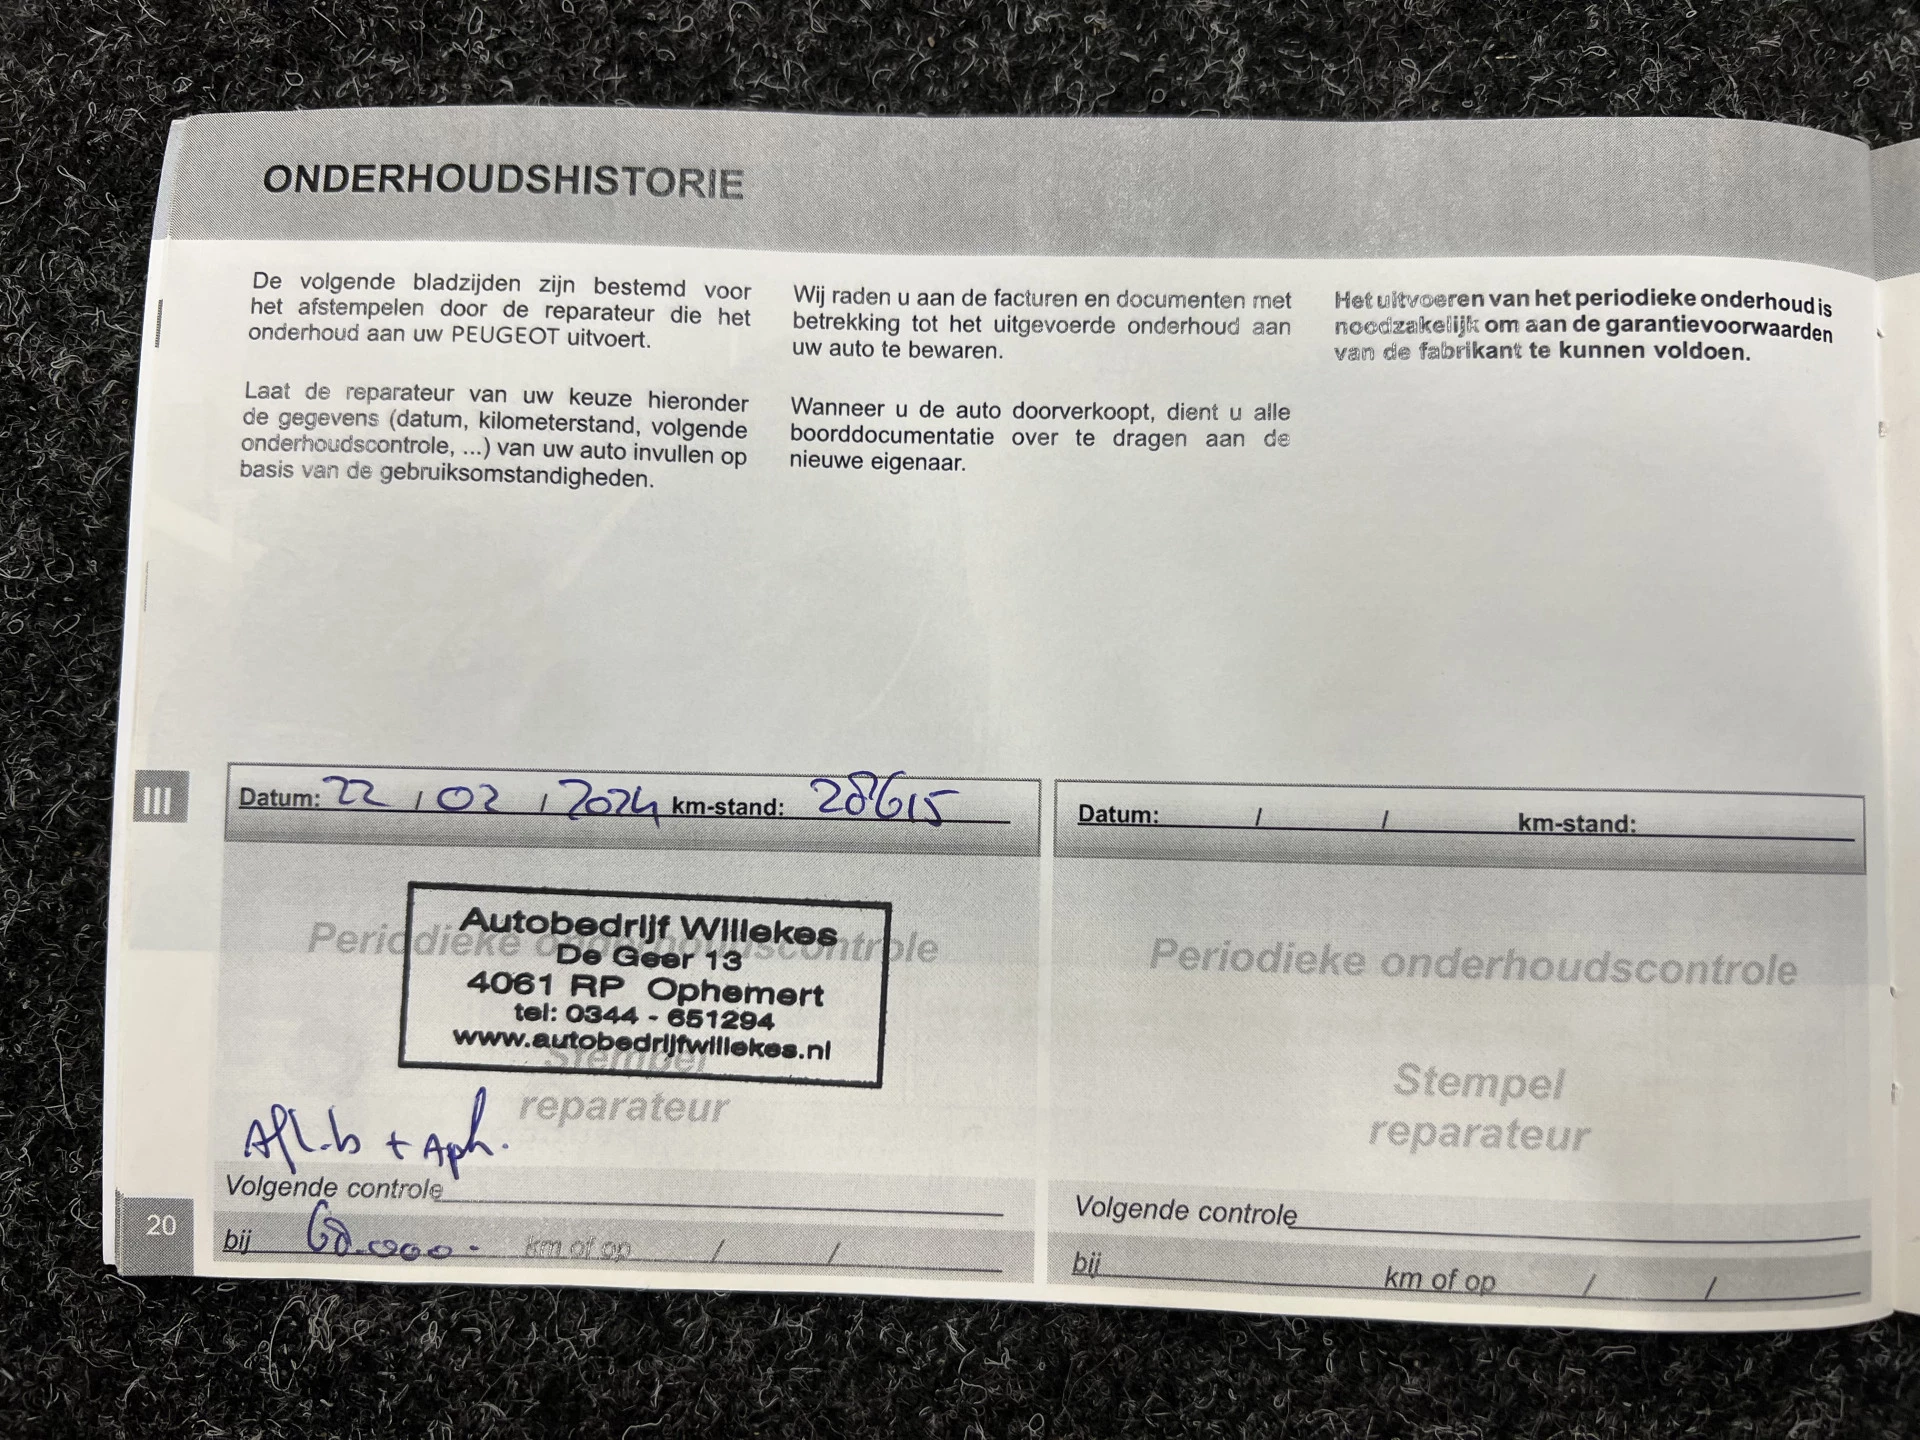 ONDERHOUDSHISTORIE
De volgende bladzijden zijn bestemd voor
het afstempelen door de reparateur die het
onderhoud aan uw PEUGEOT uitvoert.
Laat de reparateur van uw keuze hieronder
de gegevens (datum, kilometerstand, volgende
onderhoudscontrole, ...) van uw auto invullen op
basis van de gebruiksomstandigheden.
Wij raden u aan de facturen en documenten met
betrekking tot het uitgevoerde onderhoud aan
uw auto te bewaren.
Wanneer u de auto doorverkoopt, dient u alle
boorddocumentatie over te dragen aan de
nieuwe eigenaar.
Het uitvoeren van het periodieke onderhoud is
noodzakelijk om aan de garantievoorwaarden
van de fabrikant te kunnen voldoen.
III
Datum: 22 / 02 / 2024 km-stand: 28615
Periodieke onderhoudscontrole
Autobedrijf Willekes
De Geer 13
4061 RP Ophemert
tel: 0344 - 651294
www.autobedrijfwillekes.nl
Stempel
reparateur
Afl.b + Aph.
Volgende controle
bij 60.000.- km of op / /
Datum: / / km-stand:
Periodieke onderhoudscontrole
Stempel
reparateur
Volgende controle
bij km of op / /
20